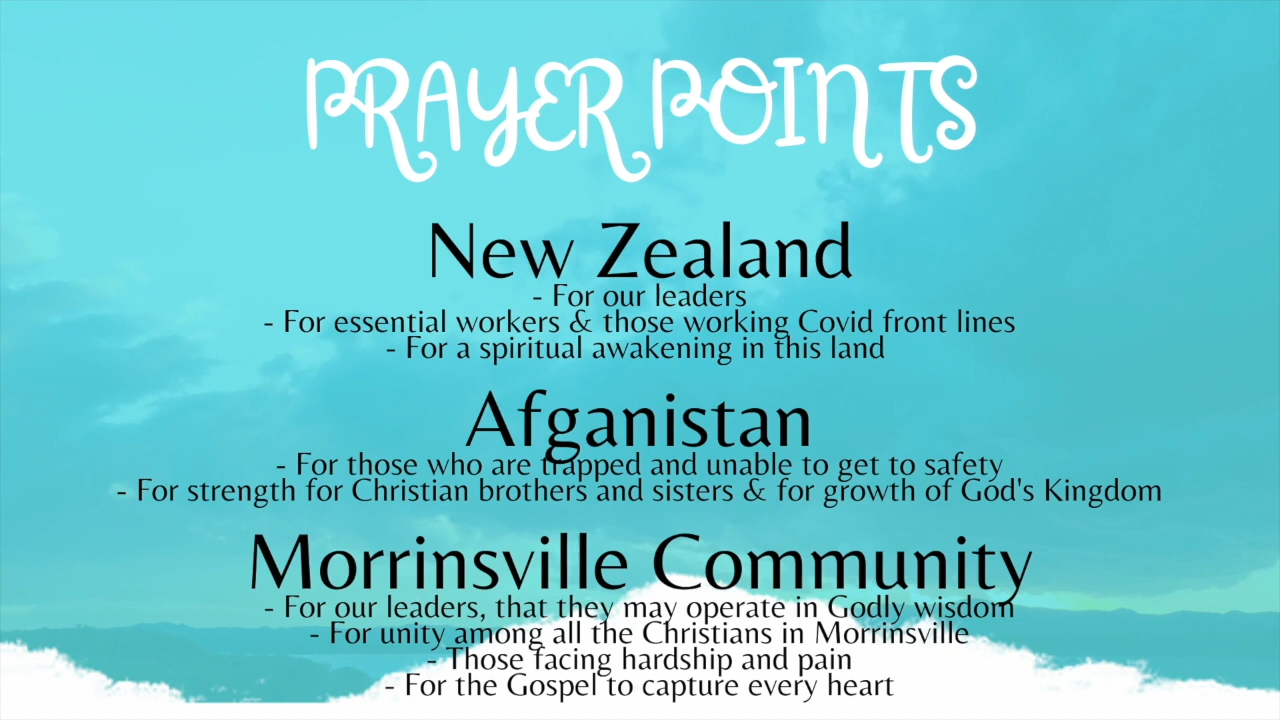 PRAYER POINTS
New Zealand
- For our leaders
- For essential workers & those working Covid front lines
- For a spiritual awakening in this land
Afganistan
- For those who are trapped and unable to get to safety
- For strength for Christian brothers and sisters & for growth of God's Kingdom
Morrinsville Community
- For our leaders, that they may operate in Godly wisdom
- For unity among all the Christians in Morrinsville
- Those facing hardship and pain
- For the Gospel to capture every heart